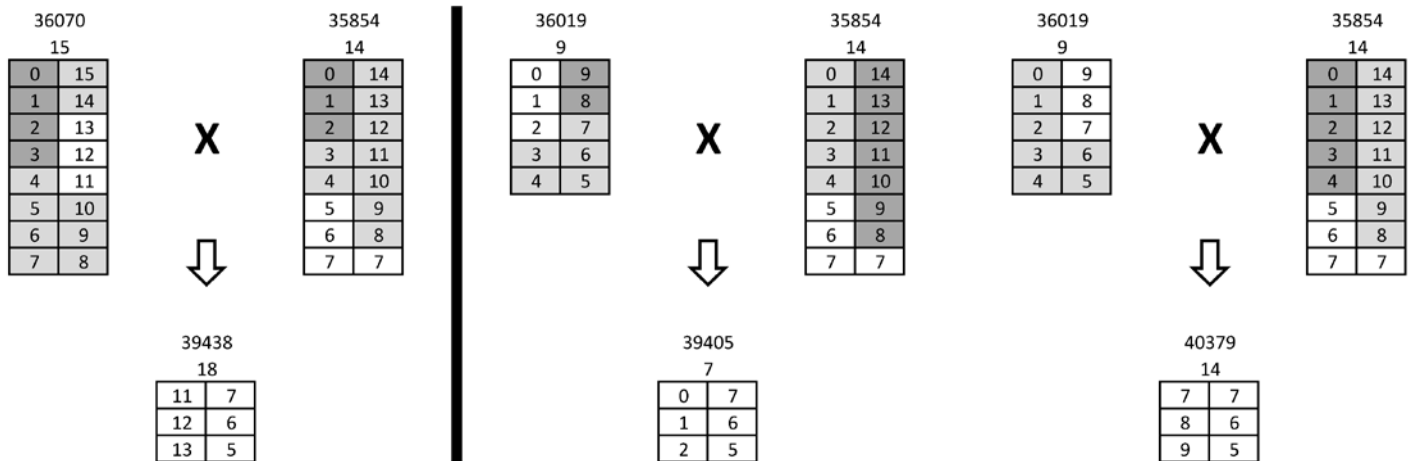 36070 35854 36019 35854 36019 35854
15 14 9 14 9 14
0 15 0 14 0 9 0 14 0 9 0 14
1 14 1 13 1 8 1 13 1 8 1 13
2 13 X 2 12 2 7 X 2 12 2 7 X 2 12
3 12 3 11 3 6 3 11 3 6 3 11
4 11 4 10 4 5 4 10 4 5 4 10
5 10 5 9 5 9 5 9
6 9 6 8 6 8 6 8
7 8 7 7 7 7 7 7
39438 39405 40379
18 7 14
11 7 0 7 7 7
12 6 1 6 8 6
13 5 2 5 9 5